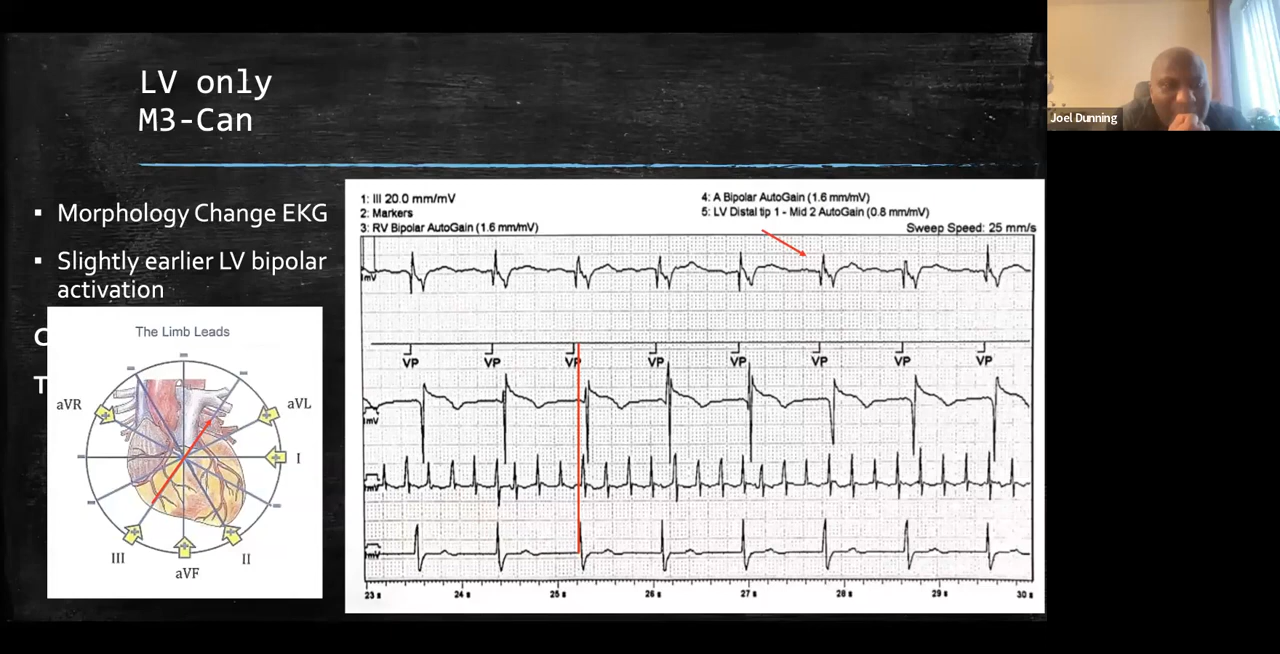 LV only
M3-Can
▪ Morphology Change EKG
▪ Slightly earlier LV bipolar
activation
C
T
The Limb Leads
aVR
aVL
I
III
II
aVF
1: III 20.0 mm/mV
2: Markers
3: RV Bipolar AutoGain (1.6 mm/mV)
4: A Bipolar AutoGain (1.6 mm/mV)
5: LV Distal tip 1 - Mid 2 AutoGain (0.8 mm/mV)
Sweep Speed: 25 mm/s
1mV
VP VP VP VP VP VP VP VP
1mV
1mV
1mV
23 s 24 s 25 s 26 s 27 s 28 s 29 s 30 s
Joel Dunning